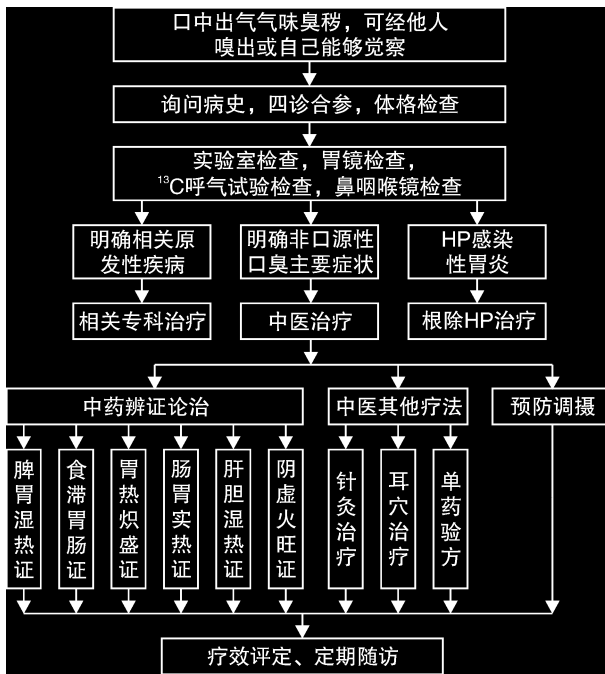 口中出气气味臭秽，可经他人
嗅出或自己能够觉察
询问病史，四诊合参，体格检查
实验室检查，胃镜检查，
¹³C呼气试验检查，鼻咽喉镜检查
明确相关原
发性疾病
明确非口源性
口臭主要症状
HP感染
性胃炎
相关专科治疗
中医治疗
根除HP治疗
中药辨证论治
中医其他疗法
预防调摄
脾胃湿热证
食滞胃肠证
胃热炽盛证
肠胃实热证
肝胆湿热证
阴虚火旺证
针灸治疗
耳穴治疗
单药验方
疗效评定、定期随访